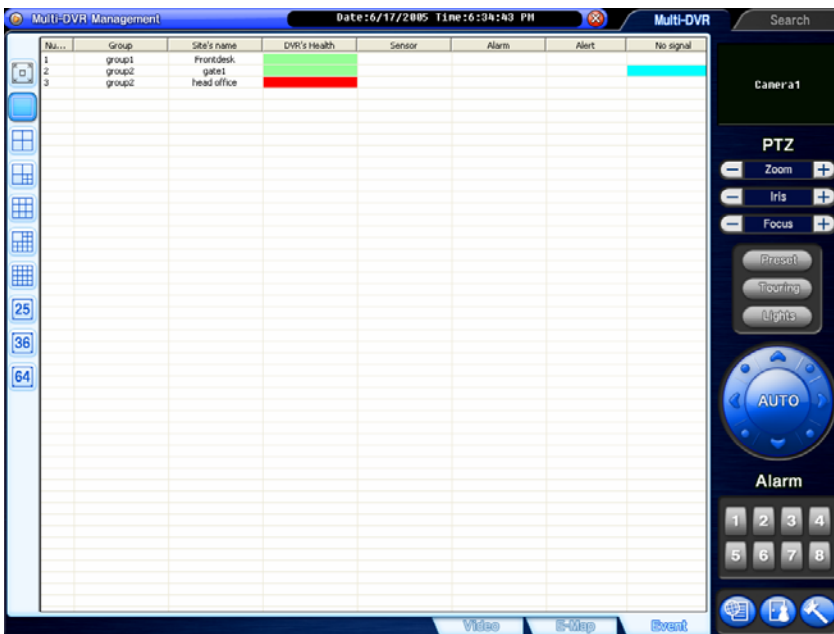 Multi-DVR Management
Date:6/17/2005 Time:6:34:43 PM
Multi-DVR
Search
Nu... Group Site's name DVR's Health Sensor Alarm Alert No signal
1 group1 Frontdesk
2 group2 gate1
3 group2 head office
25
36
64
Camera1
PTZ
Zoom
Iris
Focus
Preset
Touring
Lights
AUTO
Alarm
1 2 3 4
5 6 7 8
Video
E-Map
Event